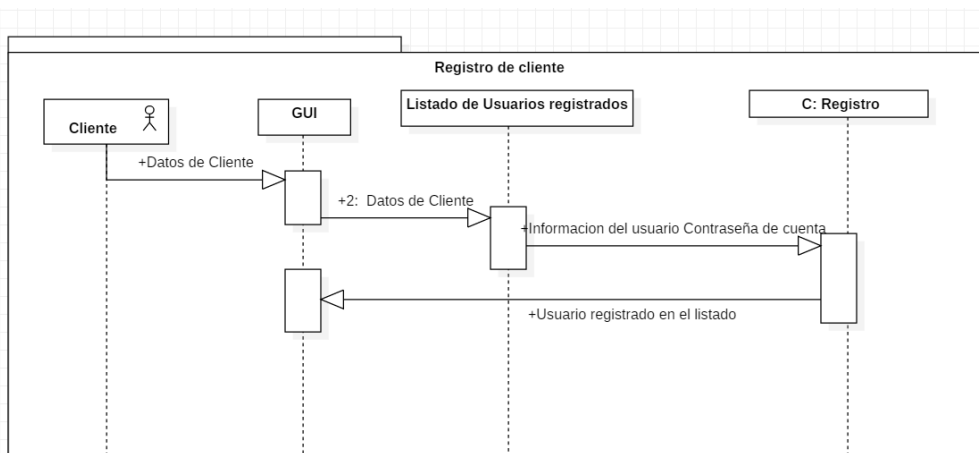 Registro de cliente
Cliente
GUI
Listado de Usuarios registrados
C: Registro
+Datos de Cliente
+2: Datos de Cliente
+Informacion del usuario Contraseña de cuenta
+Usuario registrado en el listado